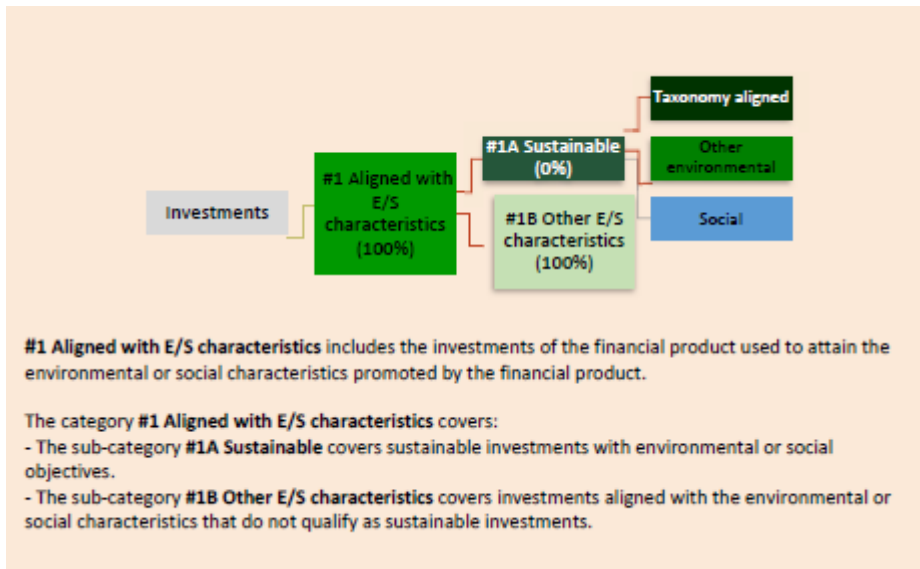 Taxonomy aligned
#1A Sustainable
(0%)
Other
environmental
#1 Aligned with
E/S
characteristics
(100%)
Investments
#1B Other E/S
characteristics
(100%)
Social
#1 Aligned with E/S characteristics includes the investments of the financial product used to attain the
environmental or social characteristics promoted by the financial product.
The category #1 Aligned with E/S characteristics covers:
- The sub-category #1A Sustainable covers sustainable investments with environmental or social
objectives.
- The sub-category #1B Other E/S characteristics covers investments aligned with the environmental or
social characteristics that do not qualify as sustainable investments.